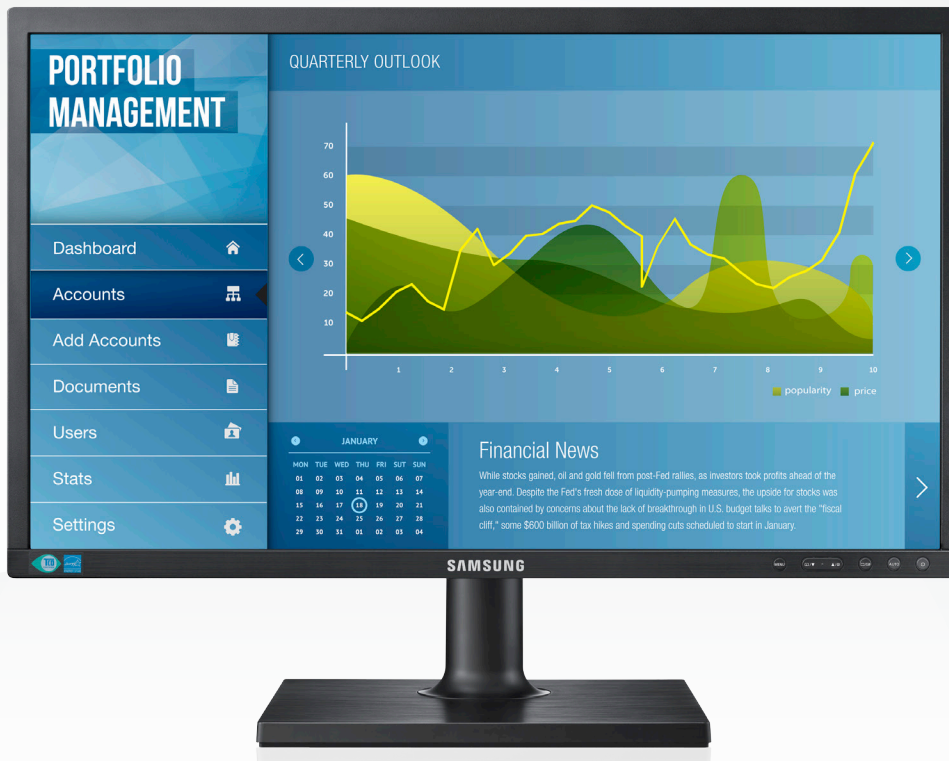 PORTFOLIO
MANAGEMENT
Dashboard
Accounts
Add Accounts
Documents
Users
Stats
Settings
QUARTERLY OUTLOOK
70
60
50
40
30
20
10
1 2 3 4 5 6 7 8 9 10
popularity price
JANUARY
MON TUE WED THU FRI SUT SUN
01 02 03 04 05 06 07
08 09 10 11 12 13 14
15 16 17 18 19 20 21
22 23 24 25 26 27 28
29 30 31 01 02 03 04
Financial News
While stocks gained, oil and gold fell from post-Fed rallies, as investors took profits ahead of the
year-end. Despite the Fed's fresh dose of liquidity-pumping measures, the upside for stocks was
also contained by concerns about the lack of breakthrough in U.S. budget talks to avert the "fiscal
cliff," some $600 billion of tax hikes and spending cuts scheduled to start in January.
TCO
SAMSUNG
MENU
AUTO